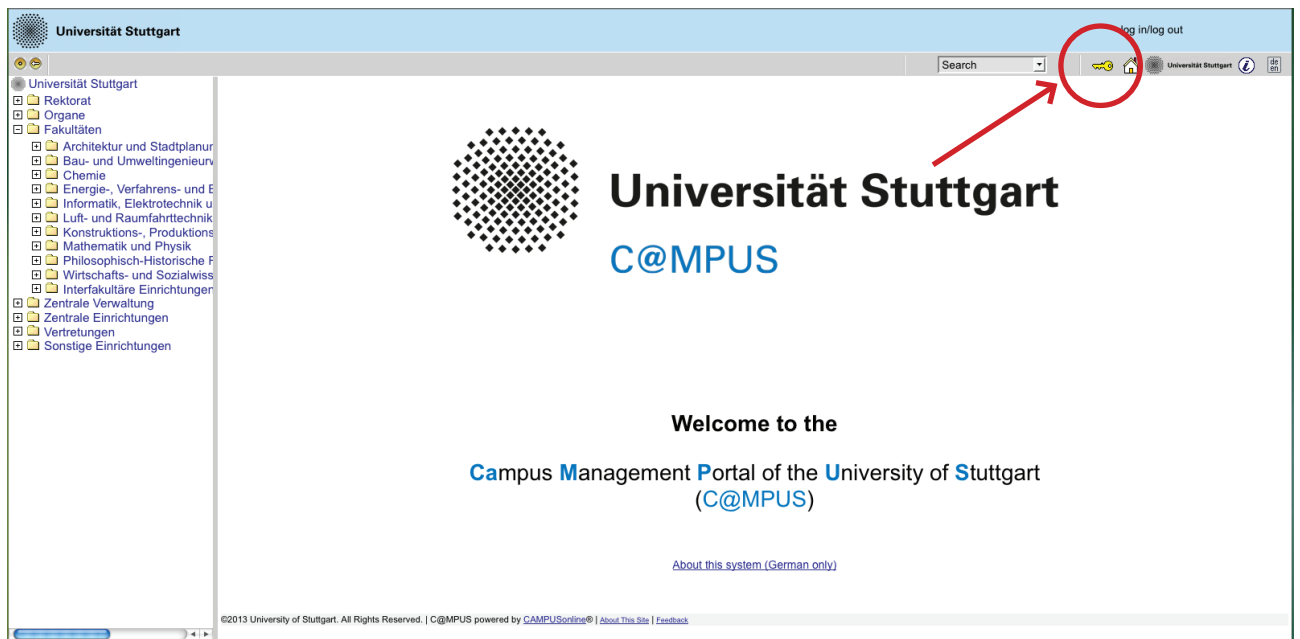 Universität Stuttgart
log in/log out
Search
Universität Stuttgart
de
en
Universität Stuttgart
Rektorat
Organe
Fakultäten
Architektur und Stadtplanur
Bau- und Umweltingenieurv
Chemie
Energie-, Verfahrens- und E
Informatik, Elektrotechnik u
Luft- und Raumfahrttechnik
Konstruktions-, Produktions
Mathematik und Physik
Philosophisch-Historische F
Wirtschafts- und Sozialwiss
Interfakultäre Einrichtungen
Zentrale Verwaltung
Zentrale Einrichtungen
Vertretungen
Sonstige Einrichtungen
Universität Stuttgart
C@MPUS
Welcome to the
Campus Management Portal of the University of Stuttgart
(C@MPUS)
About this system (German only)
©2013 University of Stuttgart. All Rights Reserved. | C@MPUS powered by CAMPUSonline® | About This Site | Feedback